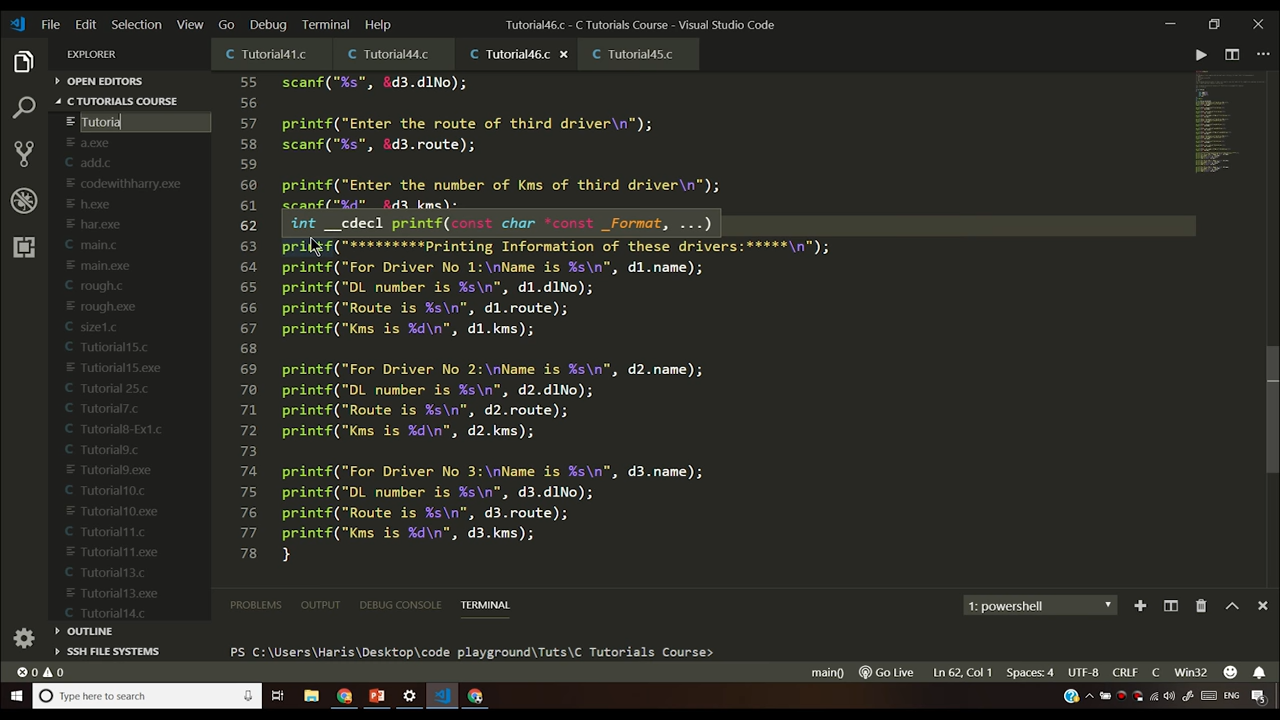 File Edit Selection View Go Debug Terminal Help Tutorial46.c - C Tutorials Course - Visual Studio Code
EXPLORER
C Tutorial41.c C Tutorial44.c C Tutorial46.c × C Tutorial45.c
OPEN EDITORS
C TUTORIALS COURSE
Tutoria
a.exe
C add.c
codewithharry.exe
C h.exe
har.exe
C main.c
main.exe
C rough.c
rough.exe
C size1.c
C Tutiorial15.c
Tutiorial15.exe
C Tutorial 25.c
C Tutorial7.c
C Tutorial8-Ex1.c
C Tutorial9.c
Tutorial9.exe
C Tutorial10.c
Tutorial10.exe
C Tutorial11.c
Tutorial11.exe
C Tutorial13.c
Tutorial13.exe
C Tutorial14.c
OUTLINE
SSH FILE SYSTEMS
55 scanf("%s", &d3.dlNo);
56
57 printf("Enter the route of third driver\n");
58 scanf("%s", &d3.route);
59
60 printf("Enter the number of Kms of third driver\n");
61 scanf("%d", &d3.kms);
62 int __cdecl printf(const char *const _Format, ...)
63 printf("*********Printing Information of these drivers:*****\n");
64 printf("For Driver No 1:\nName is %s\n", d1.name);
65 printf("DL number is %s\n", d1.dlNo);
66 printf("Route is %s\n", d1.route);
67 printf("Kms is %d\n", d1.kms);
68
69 printf("For Driver No 2:\nName is %s\n", d2.name);
70 printf("DL number is %s\n", d2.dlNo);
71 printf("Route is %s\n", d2.route);
72 printf("Kms is %d\n", d2.kms);
73
74 printf("For Driver No 3:\nName is %s\n", d3.name);
75 printf("DL number is %s\n", d3.dlNo);
76 printf("Route is %s\n", d3.route);
77 printf("Kms is %d\n", d3.kms);
78 }
PROBLEMS OUTPUT DEBUG CONSOLE TERMINAL 1: powershell
PS C:\Users\Haris\Desktop\code playground\Tuts\C Tutorials Course>
0 0 main() Go Live Ln 62, Col 1 Spaces: 4 UTF-8 CRLF C Win32
Type here to search ENG 5